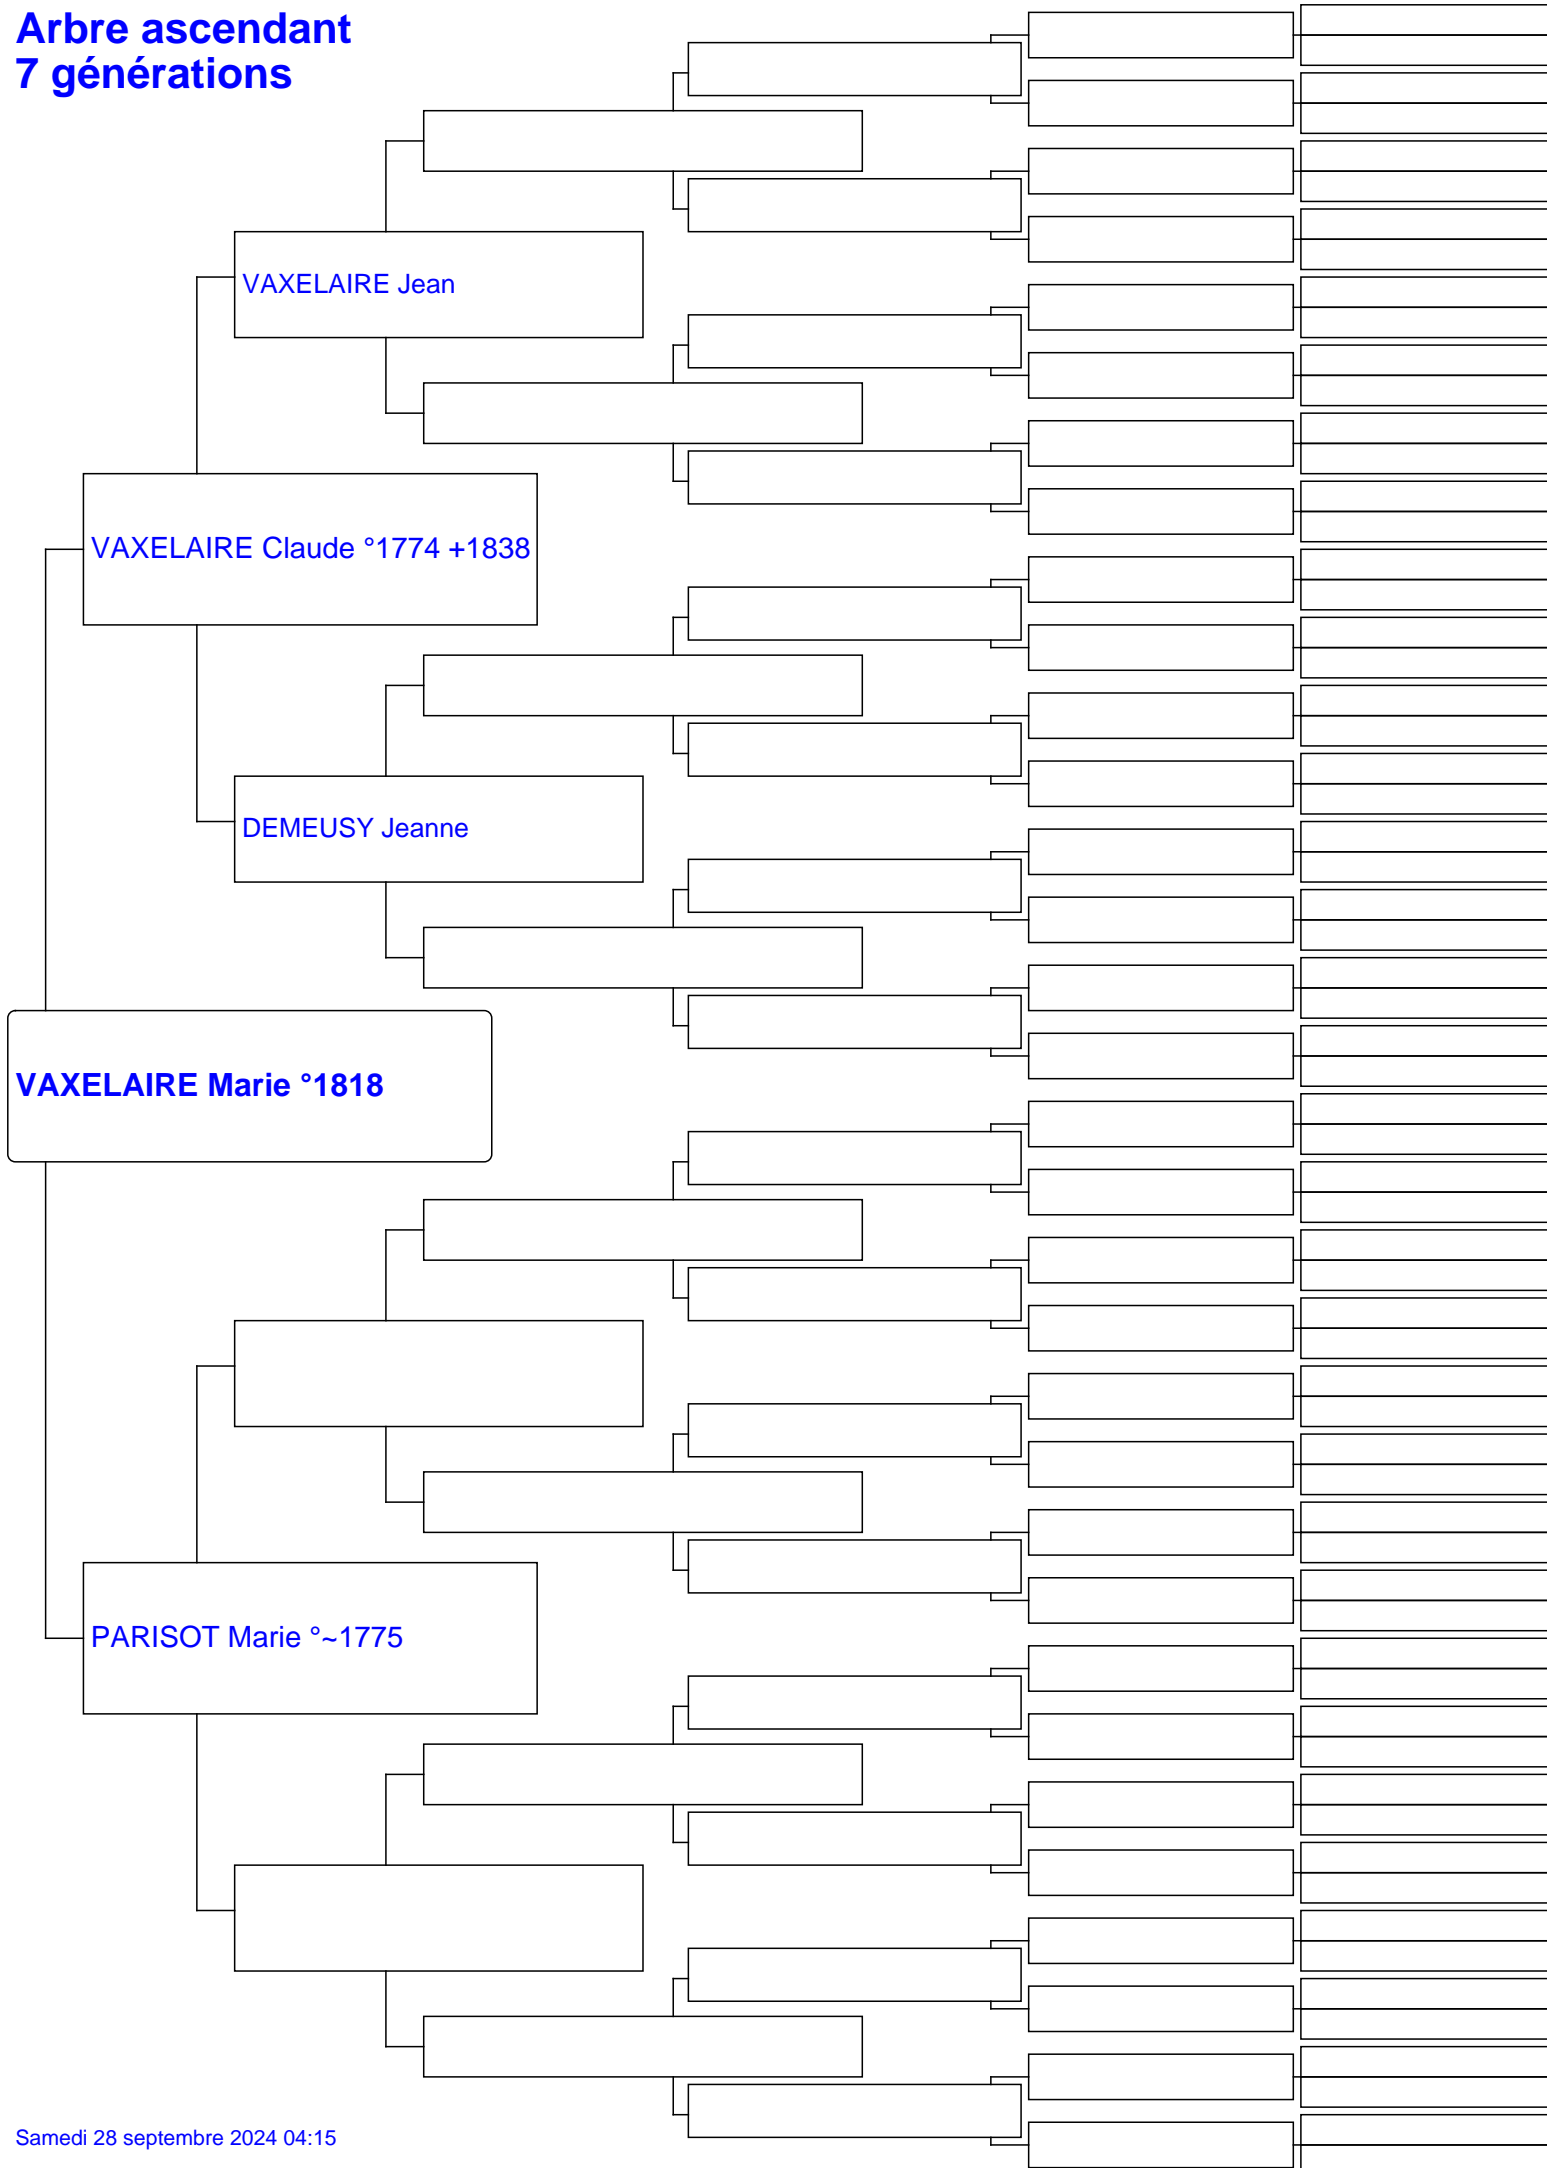 Arbre ascendant
7 générations
VAXELAIRE Jean
VAXELAIRE Claude °1774 +1838
DEMEUSY Jeanne
VAXELAIRE Marie °1818
PARISOT Marie °~1775
Samedi 28 septembre 2024 04:15